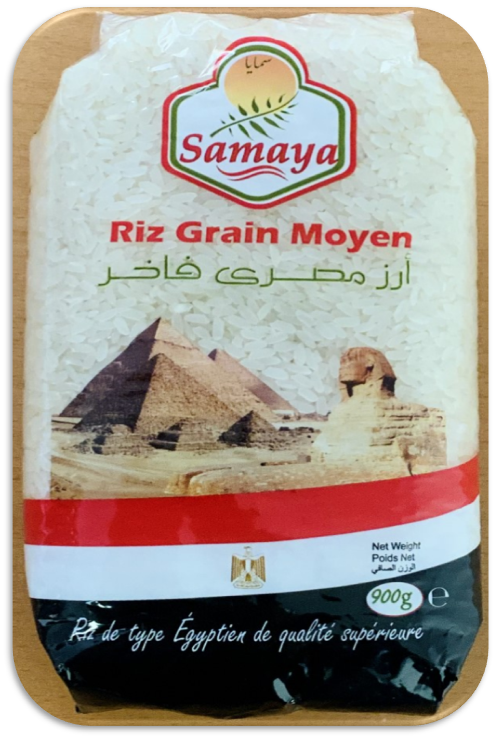 سمايا
Samaya
Riz Grain Moyen
أرز مصرى فاخر
Net Weight
Poids Net
الوزن الصافي
900g e
Riz de type Égyptien de qualité supérieure